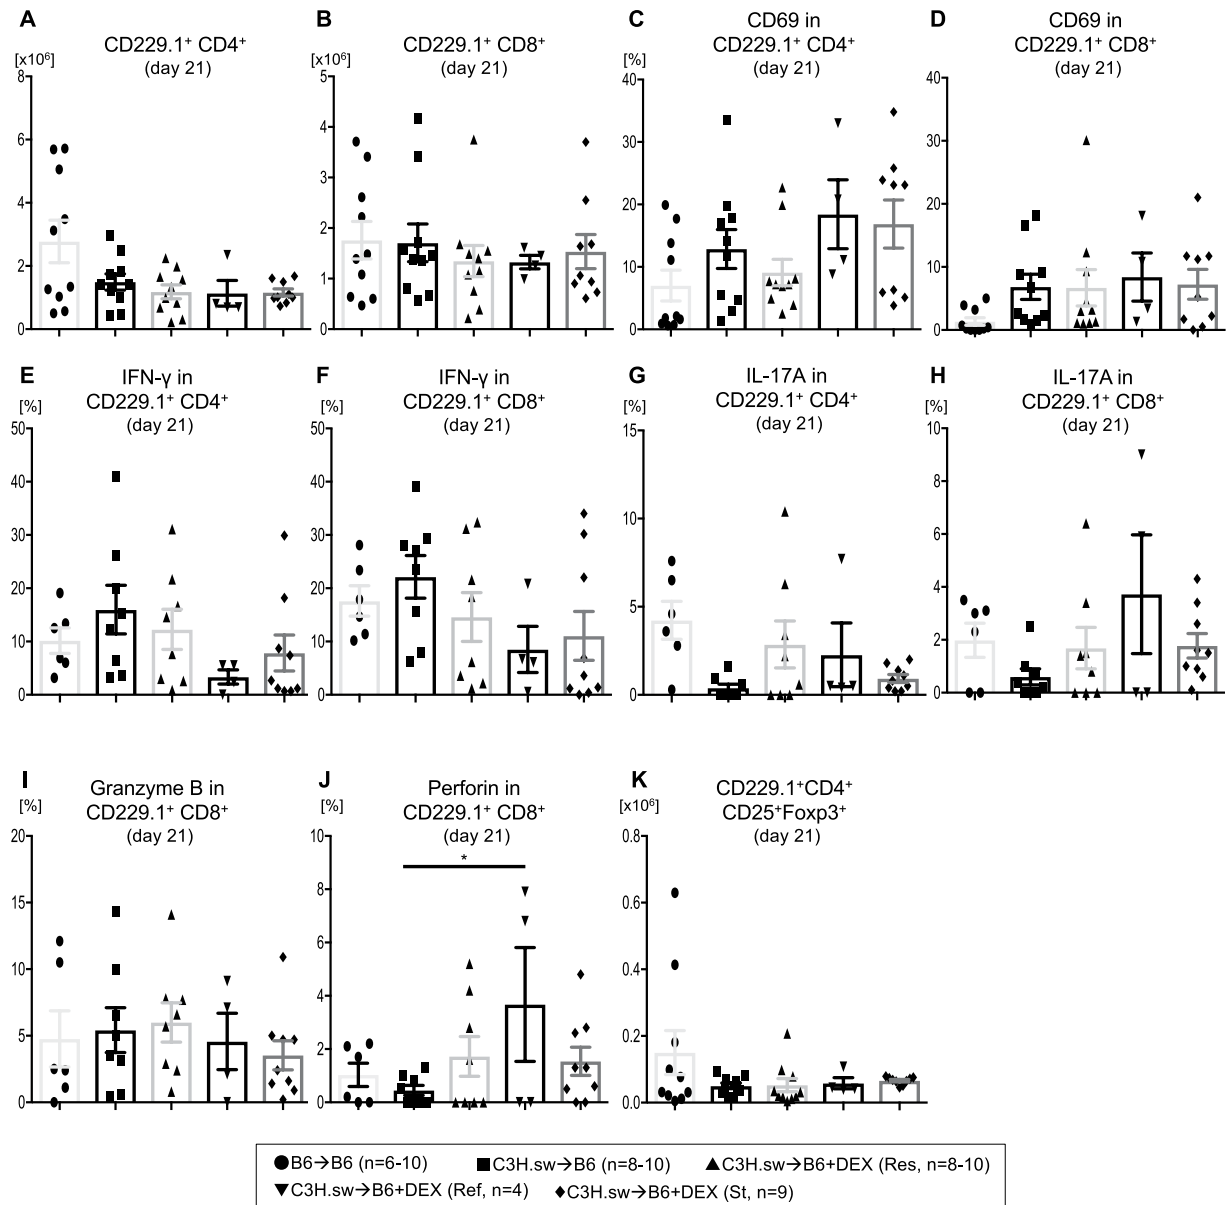 A
CD229.1⁺ CD4⁺
(day 21)
[x10⁶]
8
6
4
2
0
B
CD229.1⁺ CD8⁺
(day 21)
[x10⁶]
5
4
3
2
1
0
C
CD69 in
CD229.1⁺ CD4⁺
(day 21)
[%]
40
30
20
10
0
D
CD69 in
CD229.1⁺ CD8⁺
(day 21)
[%]
40
30
20
10
0
E
IFN-γ in
CD229.1⁺ CD4⁺
(day 21)
[%]
50
40
30
20
10
0
F
IFN-γ in
CD229.1⁺ CD8⁺
(day 21)
[%]
50
40
30
20
10
0
G
IL-17A in
CD229.1⁺ CD4⁺
(day 21)
[%]
15
10
5
0
H
IL-17A in
CD229.1⁺ CD8⁺
(day 21)
[%]
10
8
6
4
2
0
I
Granzyme B in
CD229.1⁺ CD8⁺
(day 21)
[%]
20
15
10
5
0
J
Perforin in
CD229.1⁺ CD8⁺
(day 21)
[%]
10
8
6
4
2
0
*
K
CD229.1⁺CD4⁺
CD25⁺Foxp3⁺
(day 21)
[x10⁶]
0.8
0.6
0.4
0.2
0.0
B6→B6 (n=6-10) C3H.sw→B6 (n=8-10) C3H.sw→B6+DEX (Res, n=8-10)
C3H.sw→B6+DEX (Ref, n=4) C3H.sw→B6+DEX (St, n=9)